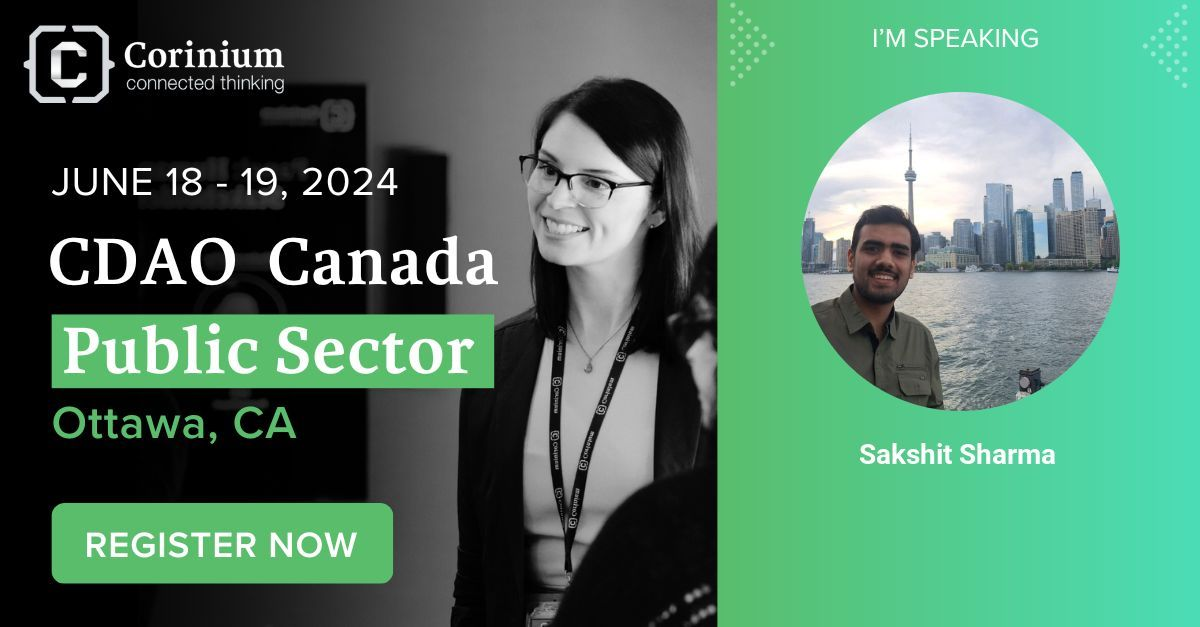 Corinium
connected thinking
JUNE 18 - 19, 2024
CDAO Canada
Public Sector
Ottawa, CA
REGISTER NOW
I'M SPEAKING
Sakshit Sharma